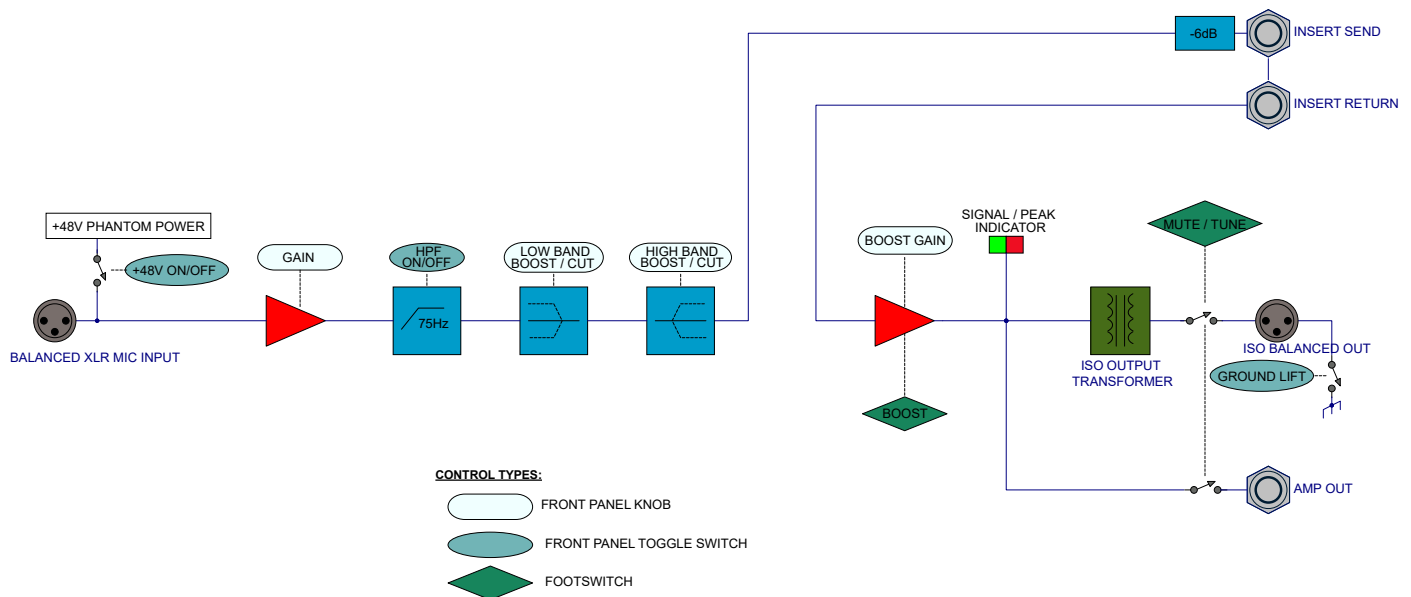 -6dB
INSERT SEND
INSERT RETURN
+48V PHANTOM POWER
+48V ON/OFF
BALANCED XLR MIC INPUT
GAIN
HPF
ON/OFF
75Hz
LOW BAND
BOOST / CUT
HIGH BAND
BOOST / CUT
BOOST GAIN
BOOST
SIGNAL / PEAK
INDICATOR
MUTE / TUNE
ISO OUTPUT
TRANSFORMER
ISO BALANCED OUT
GROUND LIFT
AMP OUT
CONTROL TYPES:
FRONT PANEL KNOB
FRONT PANEL TOGGLE SWITCH
FOOTSWITCH